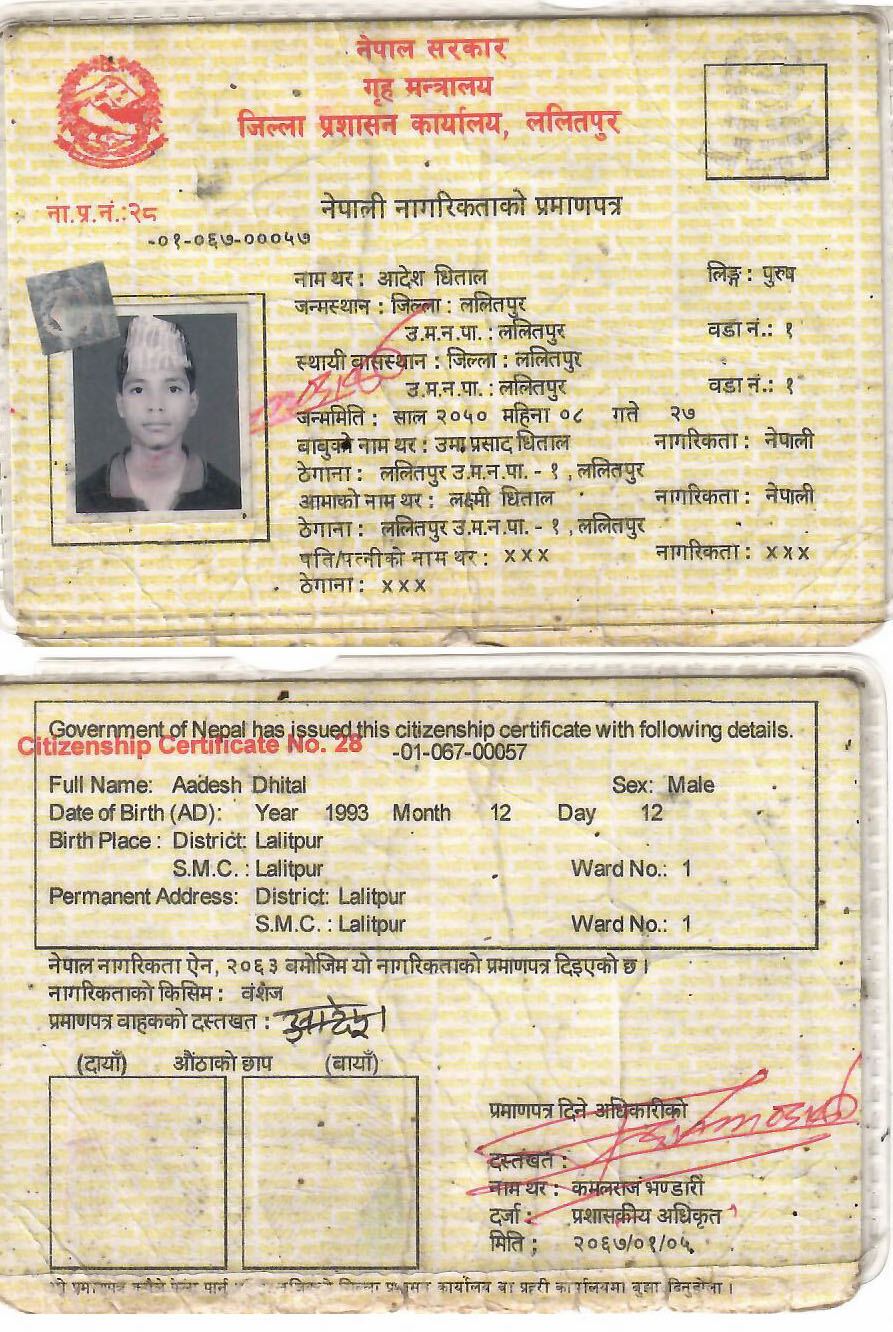 नेपाल सरकार
गृह मन्त्रालय
जिल्ला प्रशासन कार्यालय, ललितपुर
ना.प्र.नं.:२८
-०१-०६७-०००५७
नेपाली नागरिकताको प्रमाणपत्र
नाम थर : आदेश धिताल लिङ्ग : पुरुष
जन्मस्थान : जिल्ला : ललितपुर
उ.म.न.पा. : ललितपुर वडा नं.: १
स्थायी बासस्थान : जिल्ला : ललितपुर
उ.म.न.पा. : ललितपुर वडा नं.: १
जन्ममिति : साल २०५० महिना ०८ गते २७
बाबुको नाम थर : उमा प्रसाद धिताल नागरिकता : नेपाली
ठेगाना : ललितपुर उ.म.न.पा. - १ , ललितपुर
आमाको नाम थर : लक्ष्मी धिताल नागरिकता : नेपाली
ठेगाना : ललितपुर उ.म.न.पा. - १ , ललितपुर
पति/पत्नीको नाम थर : x x x नागरिकता : x x x
ठेगाना : x x x
Government of Nepal has issued this citizenship certificate with following details.
Citizenship Certificate No. 28 -01-067-00057
Full Name: Aadesh Dhital Sex: Male
Date of Birth (AD): Year 1993 Month 12 Day 12
Birth Place : District: Lalitpur
S.M.C. : Lalitpur Ward No.: 1
Permanent Address: District: Lalitpur
S.M.C. : Lalitpur Ward No.: 1
नेपाल नागरिकता ऐन, २०६३ बमोजिम यो नागरिकताको प्रमाणपत्र दिइएको छ।
नागरिकताको किसिम : वंशज
प्रमाणपत्र वाहकको दस्तखत : आदेश
(दायाँ) औंठाको छाप (बायाँ)
प्रमाणपत्र दिने अधिकारीको
दस्तखत :
नाम थर : कमलराज भण्डारी
दर्जा : प्रशासकीय अधिकृत
मिति ; २०६७/०१/०५
कार्यालय वा प्रहरी कार्यालयमा बुझा दिनुहोला ।